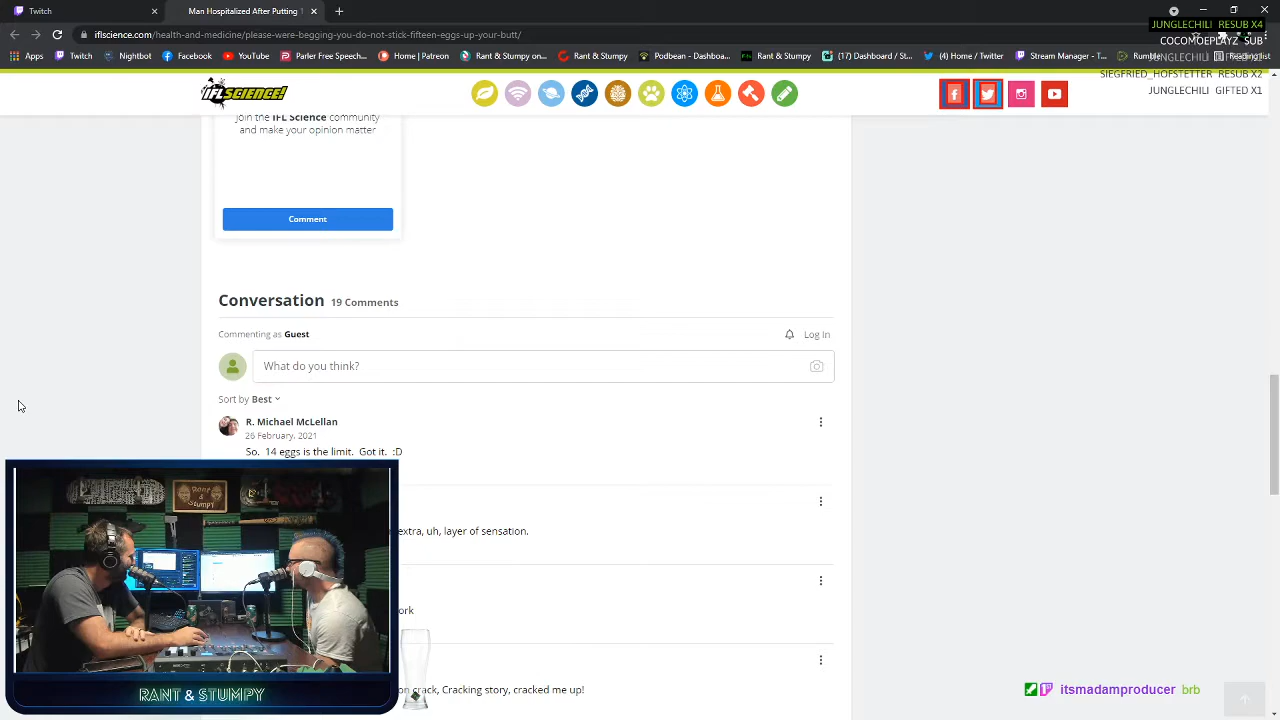 Twitch
Man Hospitalized After Putting 1
iflscience.com/health-and-medicine/please-were-begging-you-do-not-stick-fifteen-eggs-up-your-butt/
JUNGLECHILI RESUB X4
COCOMOEPLAYZ SUB
SIEGFRIED_HOFSTETTER RESUB X2
JUNGLECHILI GIFTED X1
Apps Twitch Nightbot Facebook YouTube Parler Free Speech... Home | Patreon Rant & Stumpy on... Rant & Stumpy Podbean - Dashboa... Rant & Stumpy (17) Dashboard / St... (4) Home / Twitter Stream Manager - T... Reading list
IFLSCIENCE!
Join the IFL Science community
and make your opinion matter
Comment
Conversation 19 Comments
Commenting as Guest
Log In
What do you think?
Sort by Best
R. Michael McLellan
26 February, 2021
So. 14 eggs is the limit. Got it. :D
extra, uh, layer of sensation.
ork
on crack, Cracking story, cracked me up!
RANT & STUMPY
RANT & STUMPY
itsmadamproducer brb